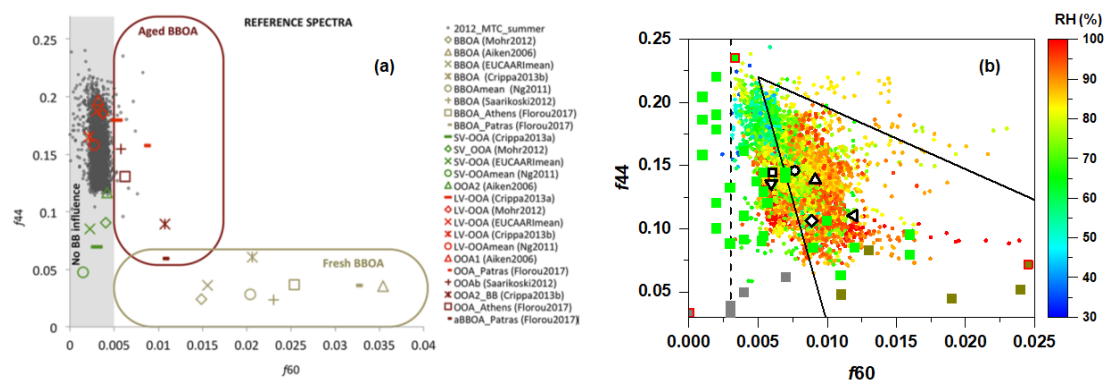 REFERENCE SPECTRA
Aged BBOA
(a)
No BB influence
Fresh BBOA
f44
0.25
0.2
0.15
0.1
0.05
0
0 0.005 0.01 0.015 0.02 0.025 0.03 0.035 0.04
f60
2012_MTC_summer
BBOA (Mohr2012)
BBOA (Aiken2006)
BBOA (EUCAARImean)
BBOA (Crippa2013b)
BBOAmean (Ng2011)
BBOA (Saarikoski2012)
BBOA_Athens (Florou2017)
BBOA_Patras (Florou2017)
SV-OOA (Crippa2013a)
SV_OOA (Mohr2012)
SV-OOA (EUCAARImean)
SV-OOAmean (Ng2011)
OOA2 (Aiken2006)
LV-OOA (Crippa2013a)
LV-OOA (Mohr2012)
LV-OOA (EUCAARImean)
LV-OOA (Crippa2013b)
LV-OOAmean (Ng2011)
OOA1 (Aiken2006)
OOA_Patras (Florou2017)
OOAb (Saarikoski2012)
OOA2_BB (Crippa2013b)
OOA_Athens (Florou2017)
aBBOA_Patras (Florou2017)
(b)
f44
0.25
0.20
0.15
0.10
0.05
0.000 0.005 0.010 0.015 0.020 0.025
f60
RH (%)
100
90
80
70
60
50
40
30